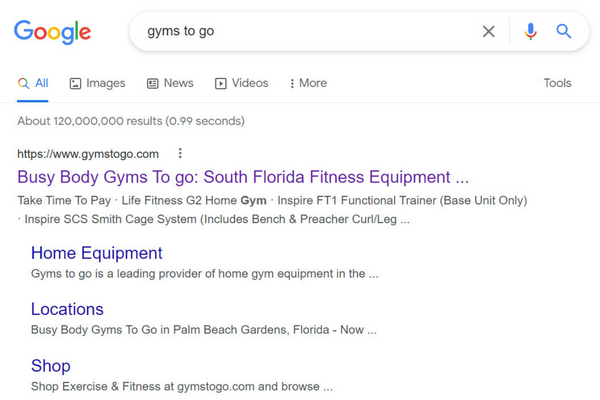 Google
gyms to go
All Images News Videos More Tools
About 120,000,000 results (0.99 seconds)
https://www.gymstogo.com
Busy Body Gyms To go: South Florida Fitness Equipment ...
Take Time To Pay · Life Fitness G2 Home Gym · Inspire FT1 Functional Trainer (Base Unit Only)
· Inspire SCS Smith Cage System (Includes Bench & Preacher Curl/Leg ...
Home Equipment
Gyms to go is a leading provider of home gym equipment in the ...
Locations
Busy Body Gyms To Go in Palm Beach Gardens, Florida - Now ...
Shop
Shop Exercise & Fitness at gymstogo.com and browse ...